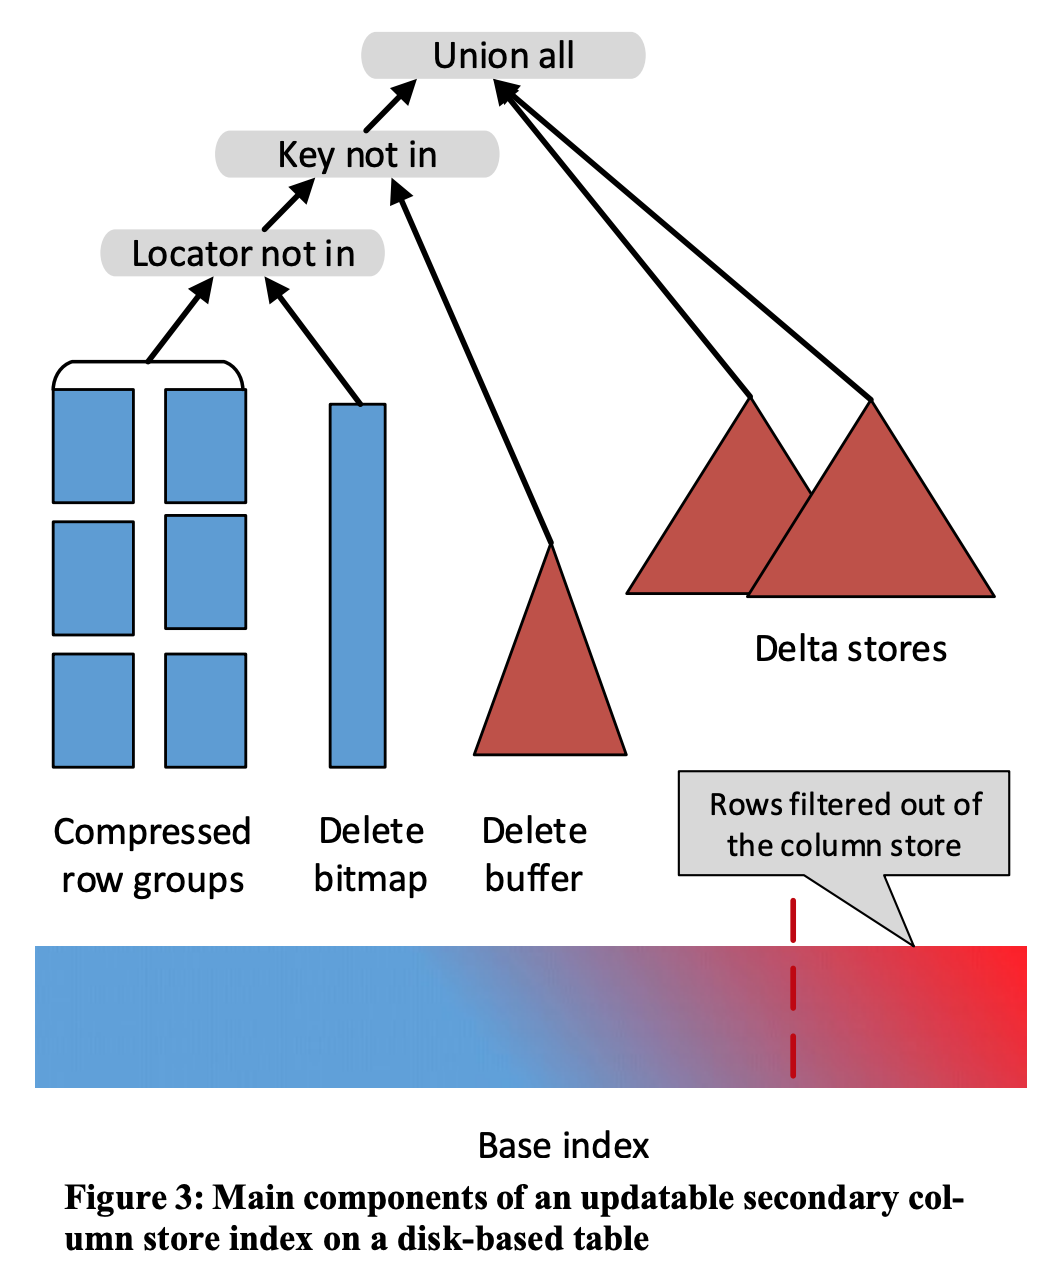 Union all
Key not in
Locator not in
Delta stores
Rows filtered out of
the column store
Compressed
row groups
Delete
bitmap
Delete
buffer
Base index
Figure 3: Main components of an updatable secondary col-
umn store index on a disk-based table